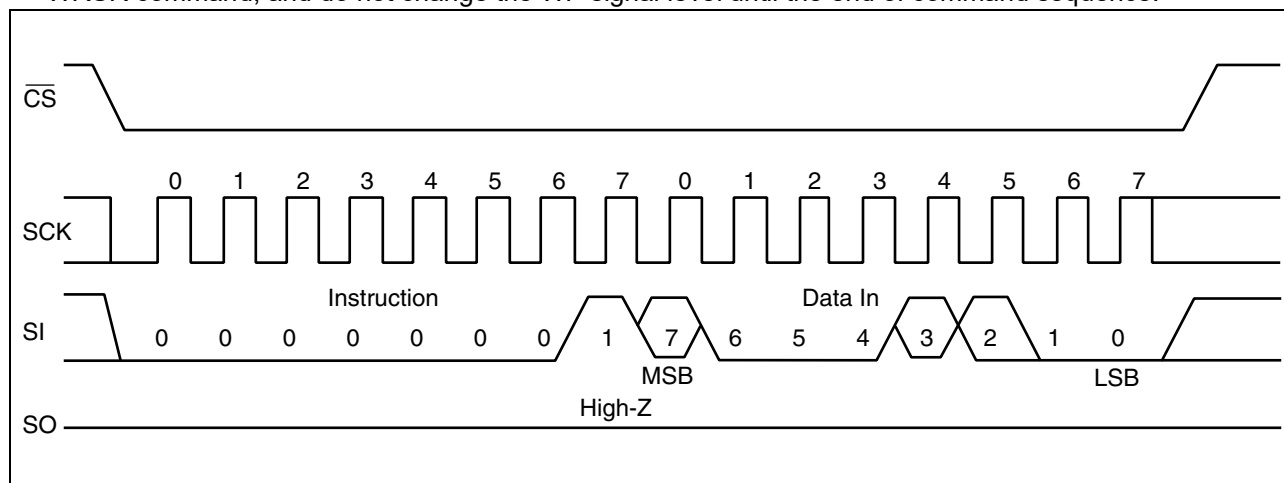 WRSR command, and do not change the WP signal level until the end of command sequence.
CS
0 1 2 3 4 5 6 7 0 1 2 3 4 5 6 7
SCK
Instruction Data In
SI 0 0 0 0 0 0 0 1 7 6 5 4 3 2 1 0
MSB LSB
High-Z
SO